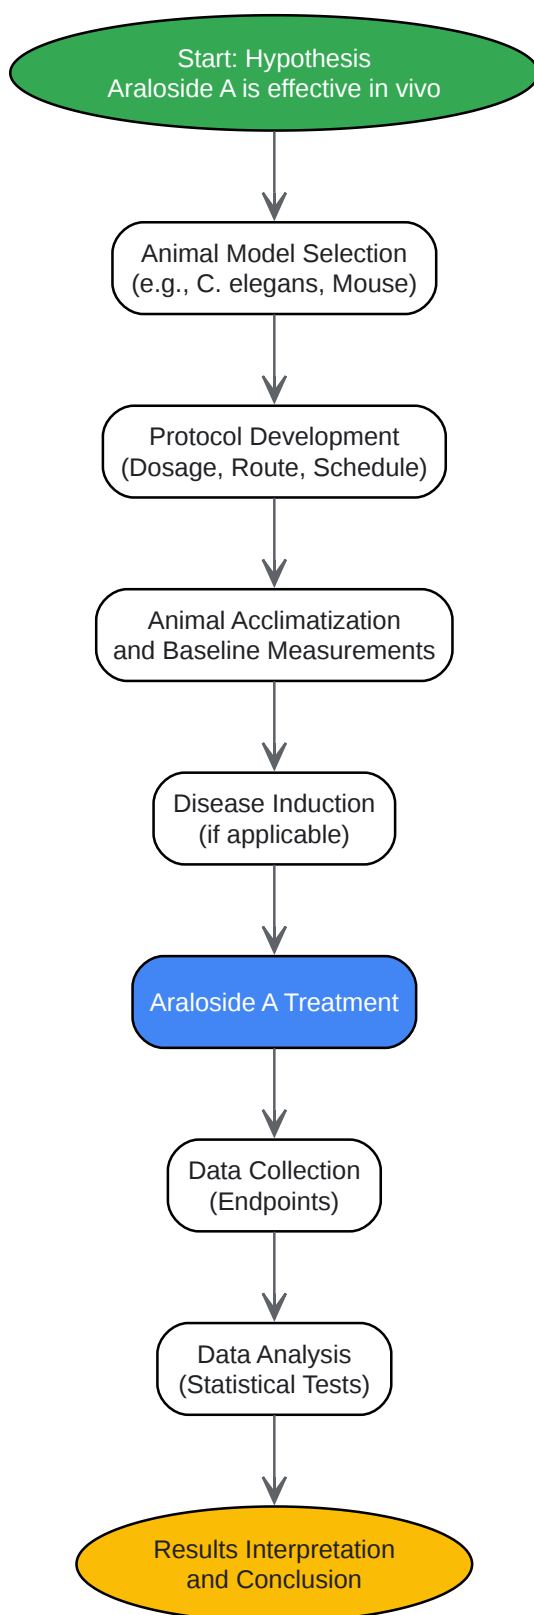 Start: Hypothesis
Araloside A is effective in vivo
Animal Model Selection
(e.g., C. elegans, Mouse)
Protocol Development
(Dosage, Route, Schedule)
Animal Acclimatization
and Baseline Measurements
Disease Induction
(if applicable)
Araloside A Treatment
Data Collection
(Endpoints)
Data Analysis
(Statistical Tests)
Results Interpretation
and Conclusion